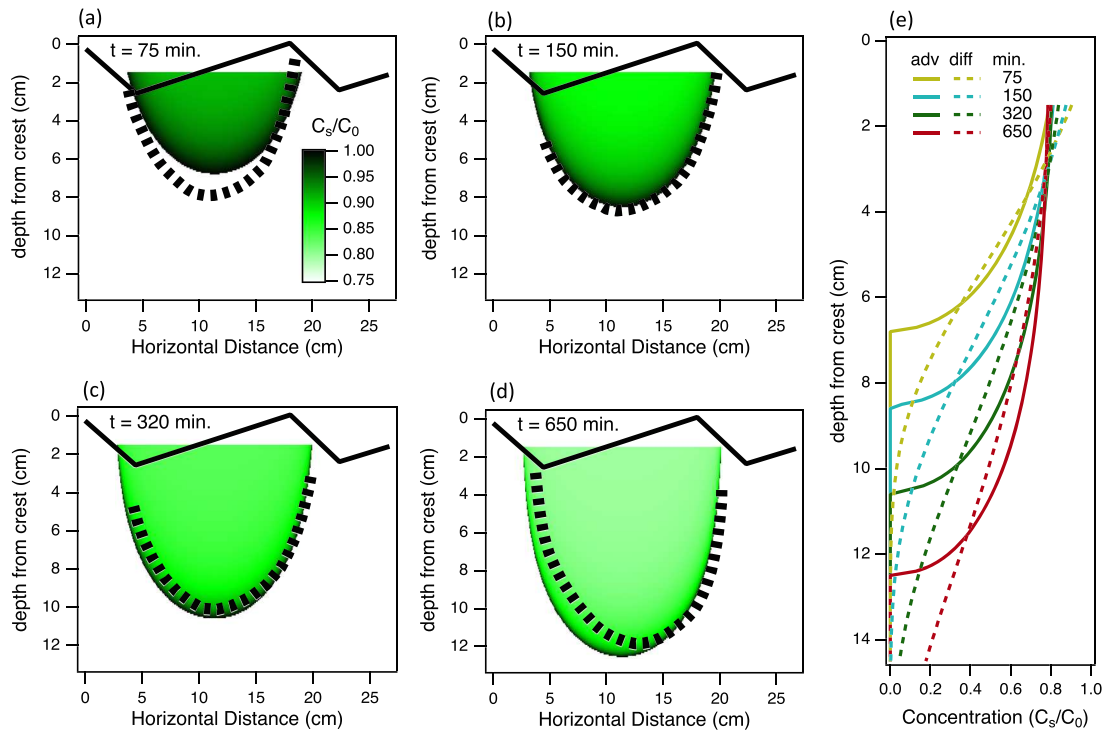 (a)
t = 75 min.
0
2
4
6
8
10
12
depth from crest (cm)
0 5 10 15 20 25
Horizontal Distance (cm)
Cs/C0
1.00
0.95
0.90
0.85
0.80
0.75
(b)
t = 150 min.
0
2
4
6
8
10
12
depth from crest (cm)
0 5 10 15 20 25
Horizontal Distance (cm)
(c)
t = 320 min.
0
2
4
6
8
10
12
depth from crest (cm)
0 5 10 15 20 25
Horizontal Distance (cm)
(d)
t = 650 min.
0
2
4
6
8
10
12
depth from crest (cm)
0 5 10 15 20 25
Horizontal Distance (cm)
(e)
adv diff min.
75
150
320
650
0
2
4
6
8
10
12
14
depth from crest (cm)
0.0 0.2 0.4 0.6 0.8 1.0
Concentration (Cs/C0)